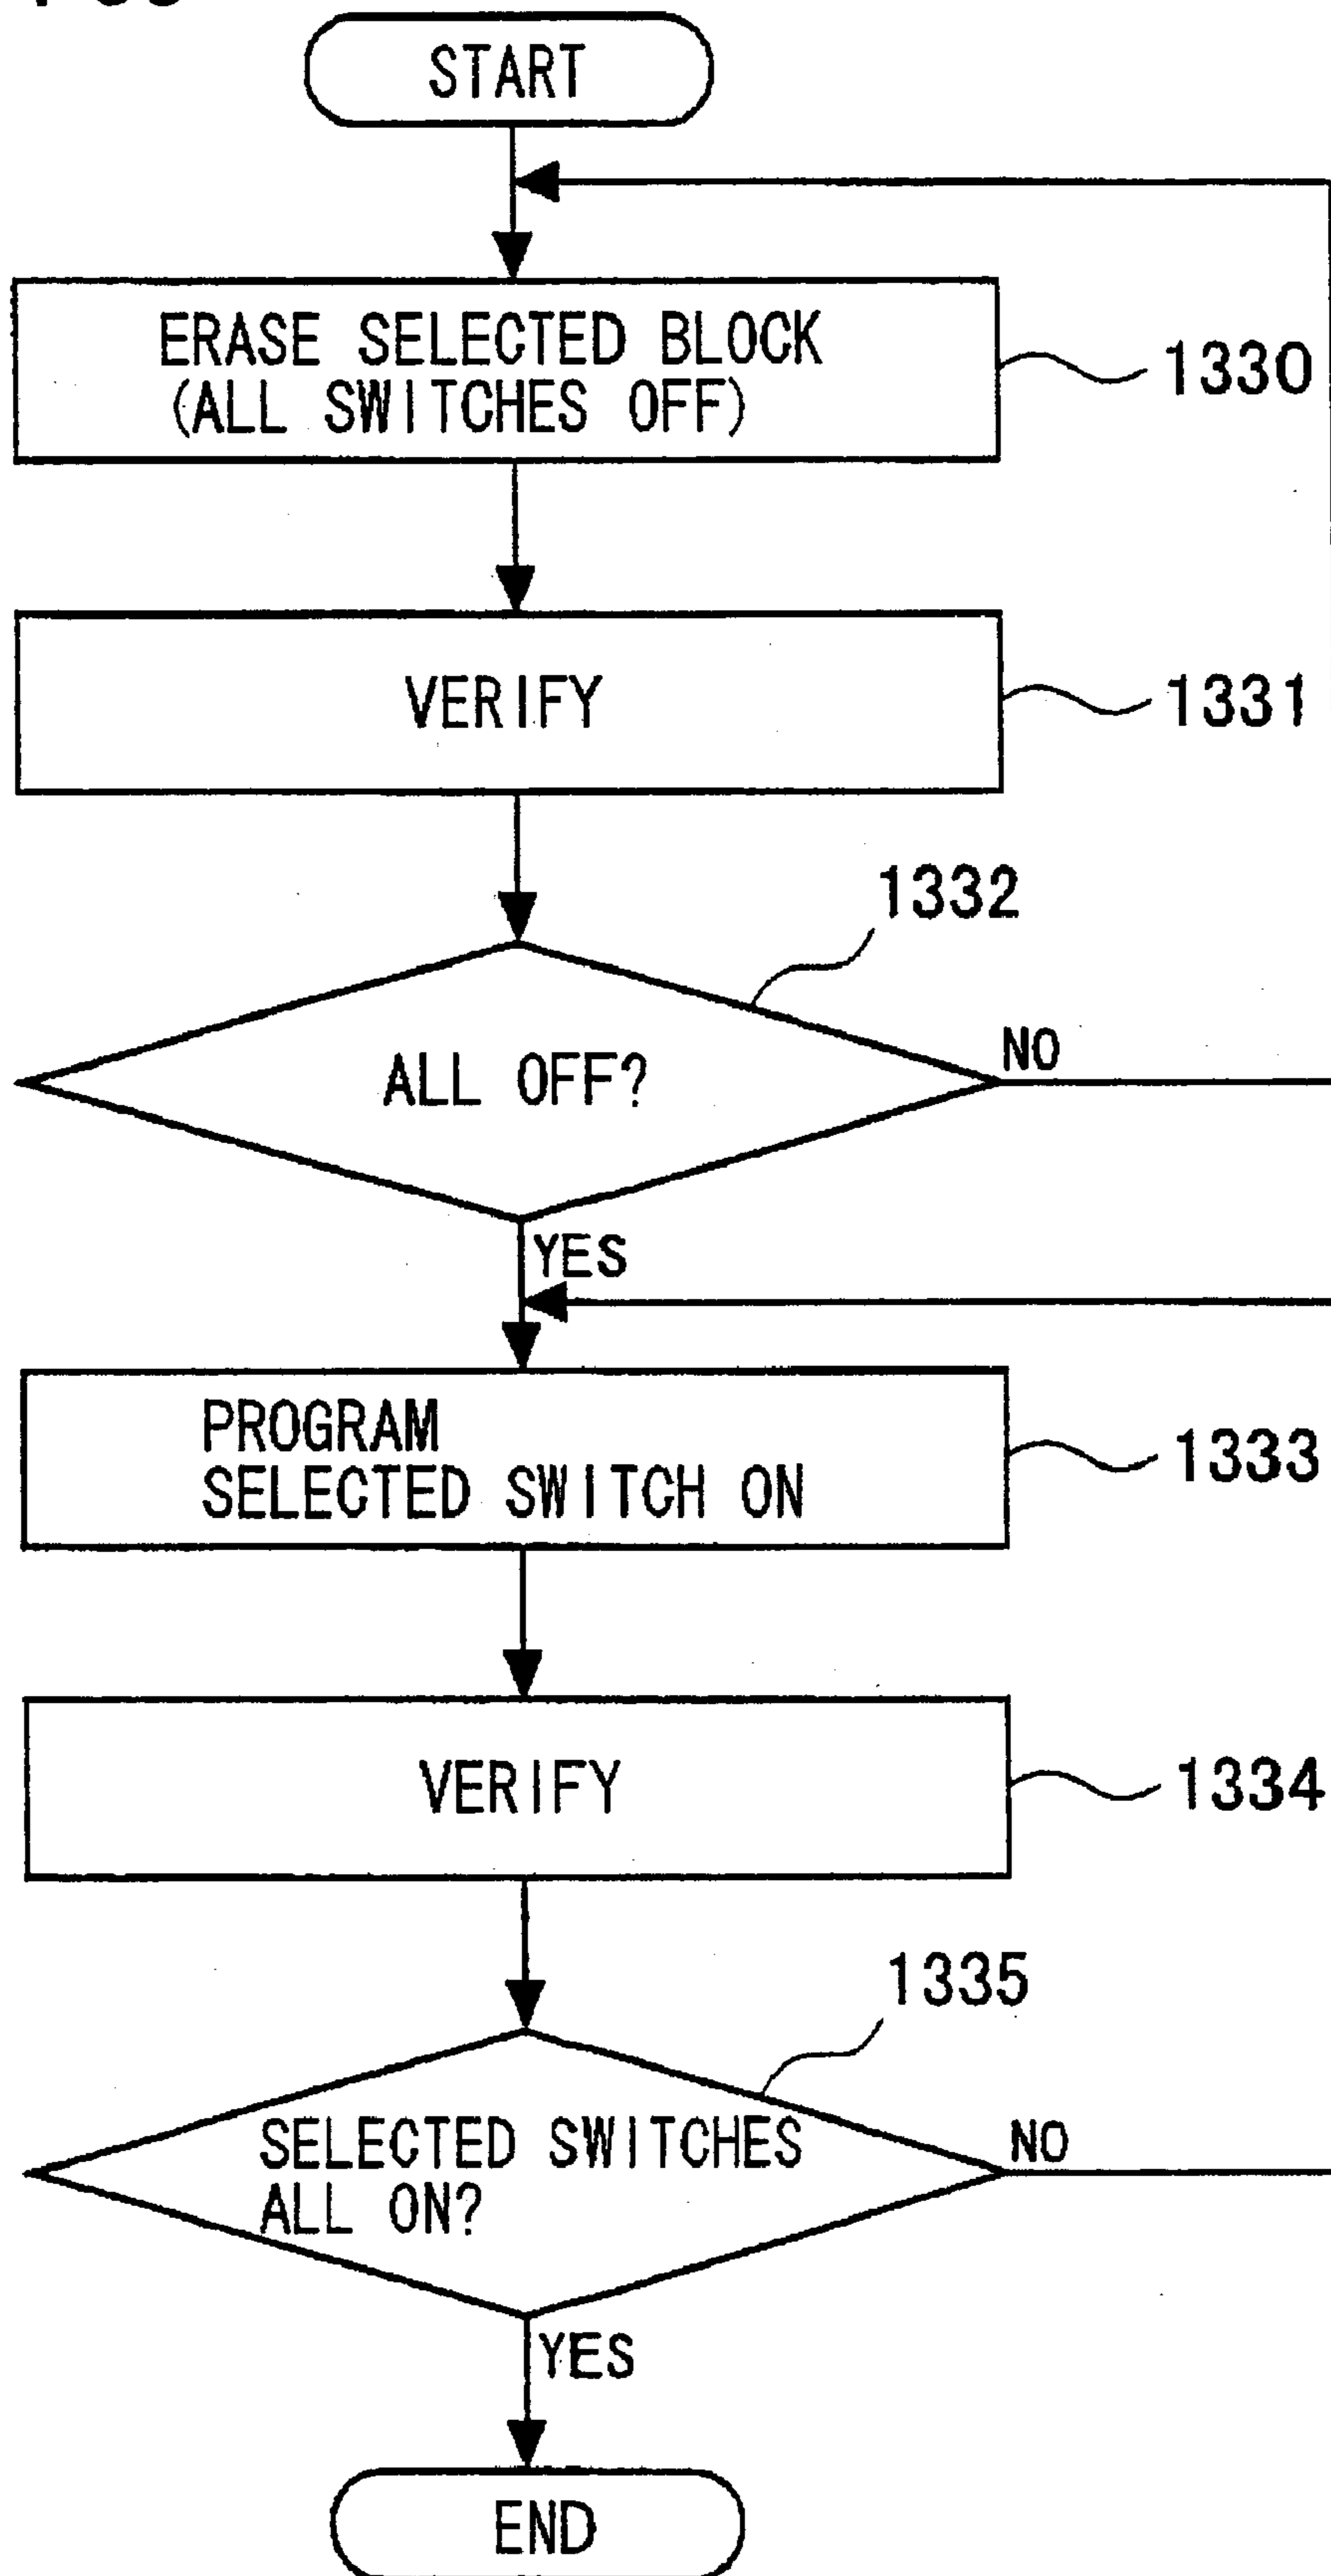 START
ERASE SELECTED BLOCK
(ALL SWITCHES OFF)
1330
VERIFY
1331
1332
ALL OFF?
NO
YES
PROGRAM
SELECTED SWITCH ON
1333
VERIFY
1334
1335
SELECTED SWITCHES
ALL ON?
NO
YES
END